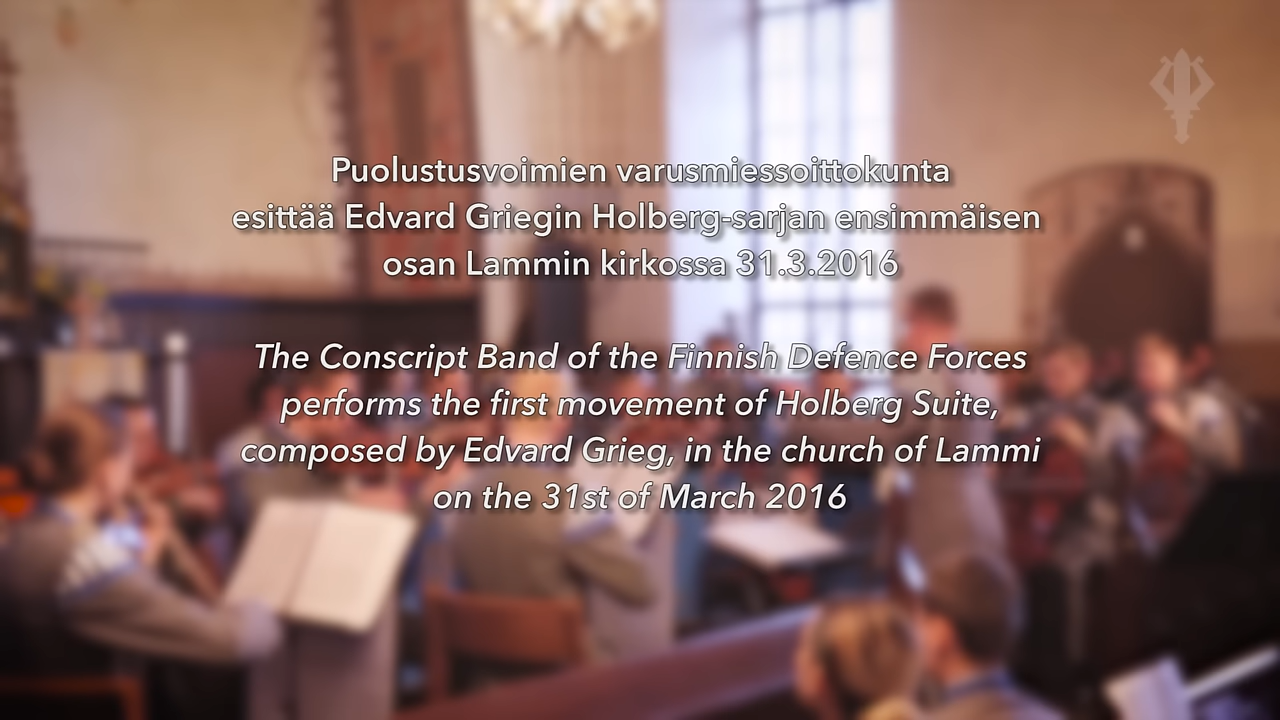 Puolustusvoimien varusmiessoittokunta
esittää Edvard Griegin Holberg-sarjan ensimmäisen
osan Lammin kirkossa 31.3.2016
The Conscript Band of the Finnish Defence Forces
performs the first movement of Holberg Suite,
composed by Edvard Grieg, in the church of Lammi
on the 31st of March 2016